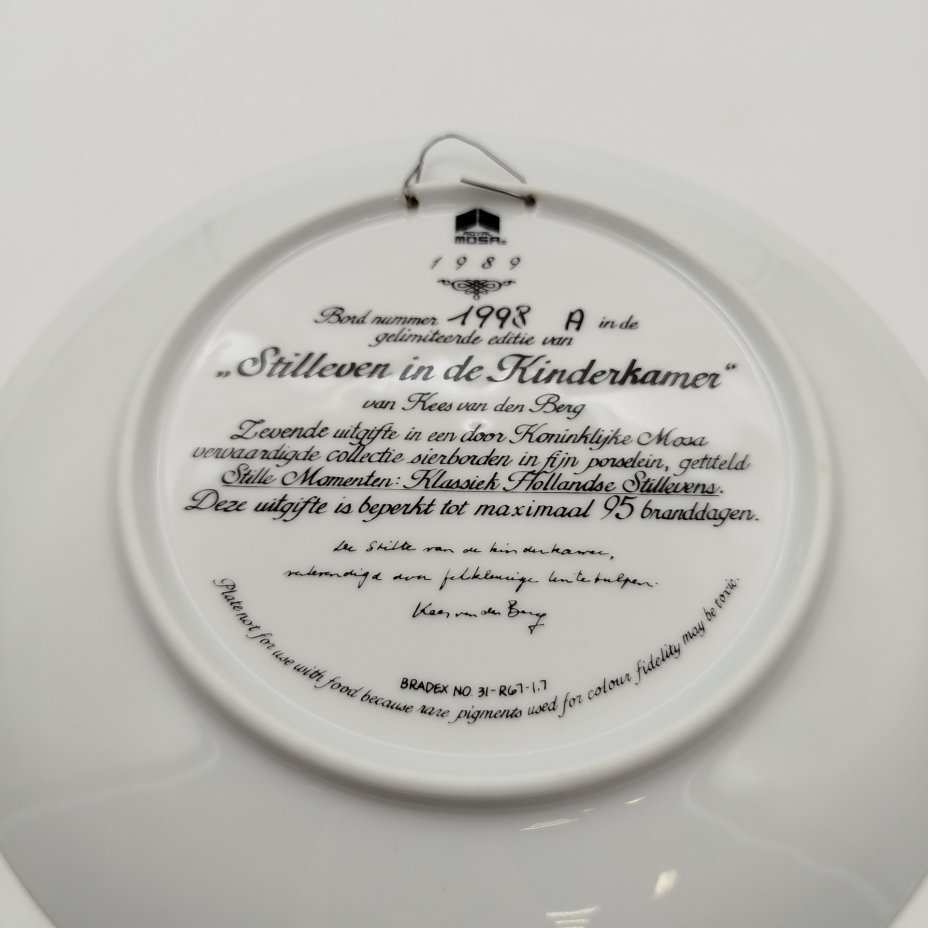 ROYAL
MOSA
1989
Bord nummer 1998 A in de
gelimiteerde editie van
„Stilleven in de Kinderkamer“
van Kees van den Berg
Zevende uitgifte in een door Koninklijke Mosa
vervaardigde collectie sierborden in fijn porselein, getiteld
Stille Momenten: Klassiek Hollandse Stillevens.
Deze uitgifte is beperkt tot maximaal 95 branddagen.
De Stilte van de kinderkamer,
verlevendigd door felkleurige lentetulpen.
Kees van den Berg
BRADEX NO. 31-R67-1.7
Plate not for use with food because rare pigments used for colour fidelity may be toxic.